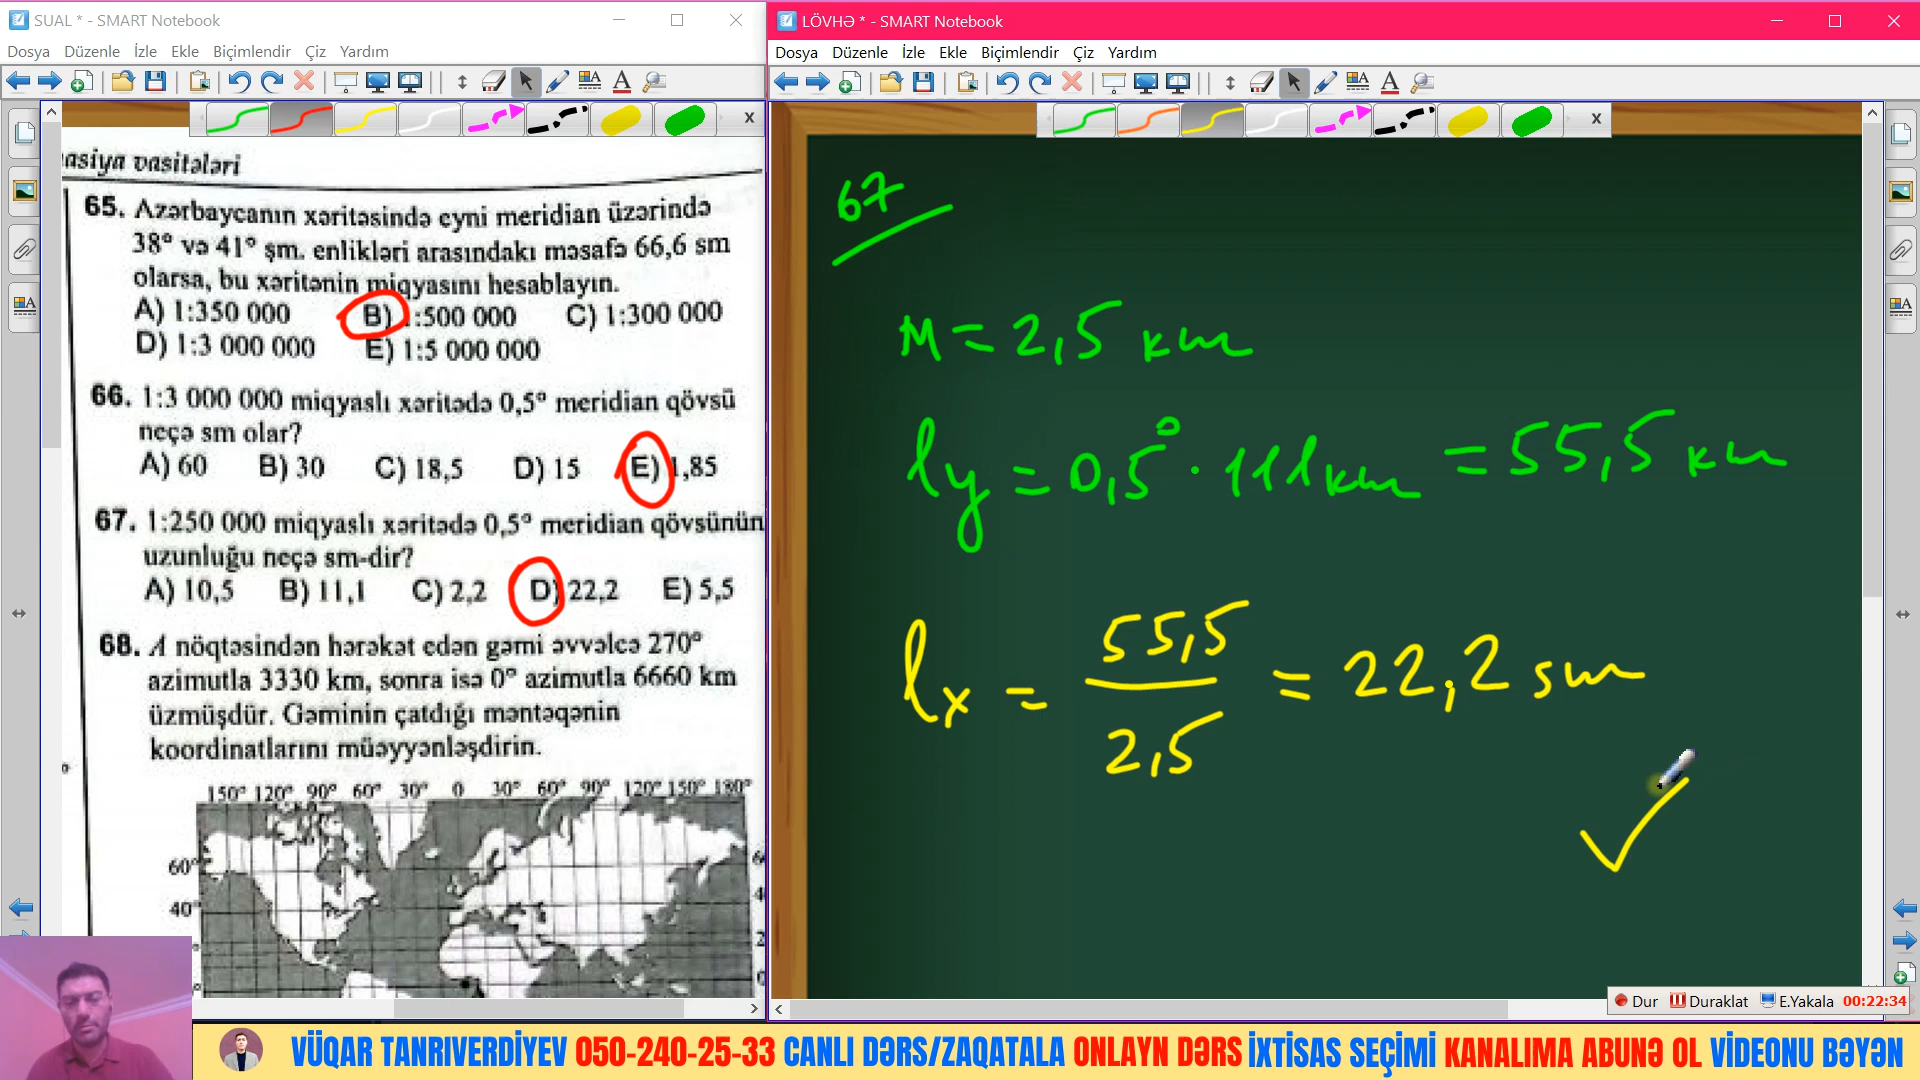 SUAL * - SMART Notebook
Dosya Düzenle İzle Ekle Biçimlendir Çiz Yardım
asiya vasitələri
65. Azərbaycanın xəritəsində eyni meridian üzərində
38° və 41° şm. enlikləri arasındakı məsafə 66,6 sm
olarsa, bu xəritənin miqyasını hesablayın.
A) 1:350 000 B) 1:500 000 C) 1:300 000
D) 1:3 000 000 E) 1:5 000 000
66. 1:3 000 000 miqyaslı xəritədə 0,5° meridian qövsü
neçə sm olar?
A) 60 B) 30 C) 18,5 D) 15 E) 1,85
67. 1:250 000 miqyaslı xəritədə 0,5° meridian qövsünün
uzunluğu neçə sm-dir?
A) 10,5 B) 11,1 C) 2,2 D) 22,2 E) 5,5
68. A nöqtəsindən hərəkət edən gəmi əvvəlcə 270°
azimutla 3330 km, sonra isə 0° azimutla 6660 km
üzmüşdür. Gəminin çatdığı məntəqənin
koordinatlarını müəyyənləşdirin.
150° 120° 90° 60° 30° 0 30° 60° 90° 120° 150° 180°
60°
40°
LÖVHƏ * - SMART Notebook
Dosya Düzenle İzle Ekle Biçimlendir Çiz Yardım
67
M = 2,5 km
ly = 0,5° · 111 km = 55,5 km
lx = 55,5 / 2,5 = 22,2 sm
Dur Duraklat E.Yakala 00:22:34
VÜQAR TANRIVERDİYEV 050-240-25-33 CANLI DƏRS/ZAQATALA ONLAYN DƏRS İXTİSAS SEÇİMİ KANALIMA ABUNƏ OL VİDEONU BƏYƏN